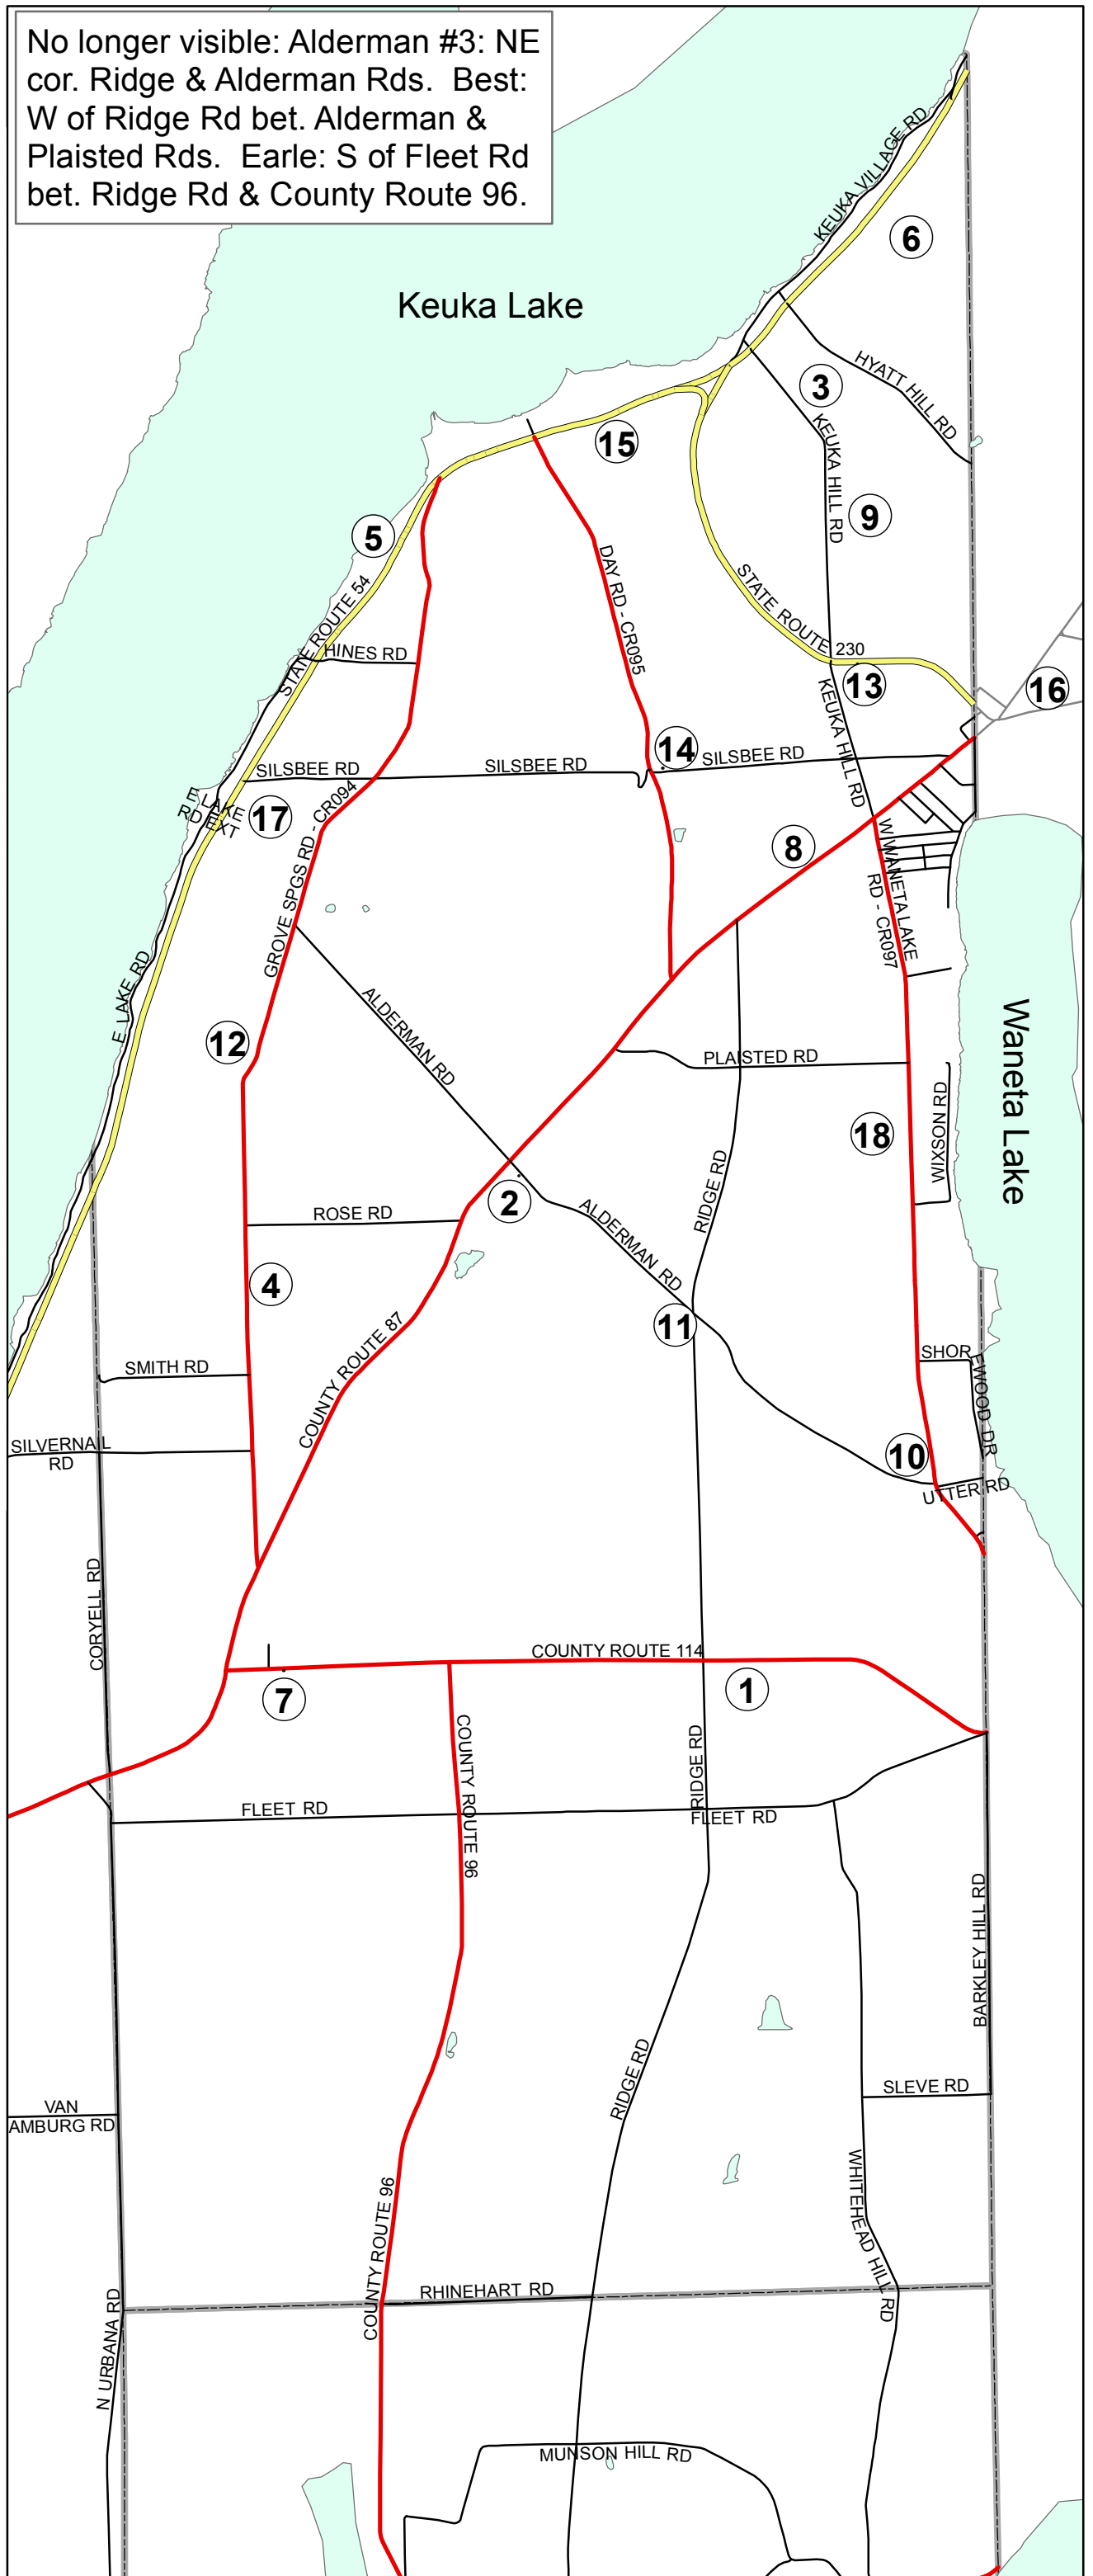 No longer visible: Alderman #3: NE
cor. Ridge & Alderman Rds.  Best:
W of Ridge Rd bet. Alderman &
Plaisted Rds.  Earle: S of Fleet Rd
bet. Ridge Rd & County Route 96.
KEUKA VILLAGE RD
6
Keuka Lake
HYATT HILL RD
3
15
KEUKA HILL RD
9
5
DAY RD - CR095
STATE ROUTE 54
STATE ROUTE
230
HINES RD
13
16
KEUKA HILL RD
14
SILSBEE RD
SILSBEE RD
SILSBEE RD
E LAKE
RD EXT
17
GROVE SPGS RD - CR094
8
W WANETA LAKE
RD - CR097
E LAKE RD
ALDERMAN RD
12
Waneta Lake
PLAISTED RD
WIXSON RD
18
RIDGE RD
2
ROSE RD
ALDERMAN RD
4
11
COUNTY ROUTE 87
SHOREWOOD DR
SMITH RD
SILVERNAIL
RD
10
UTTER RD
CORYELL RD
COUNTY ROUTE 114
7
1
COUNTY ROUTE 96
RIDGE RD
FLEET RD
FLEET RD
BARKLEY HILL RD
RIDGE RD
SLEVE RD
VAN
AMBURG RD
WHITEHEAD HILL RD
COUNTY ROUTE 96
RHINEHART RD
N URBANA RD
MUNSON HILL RD